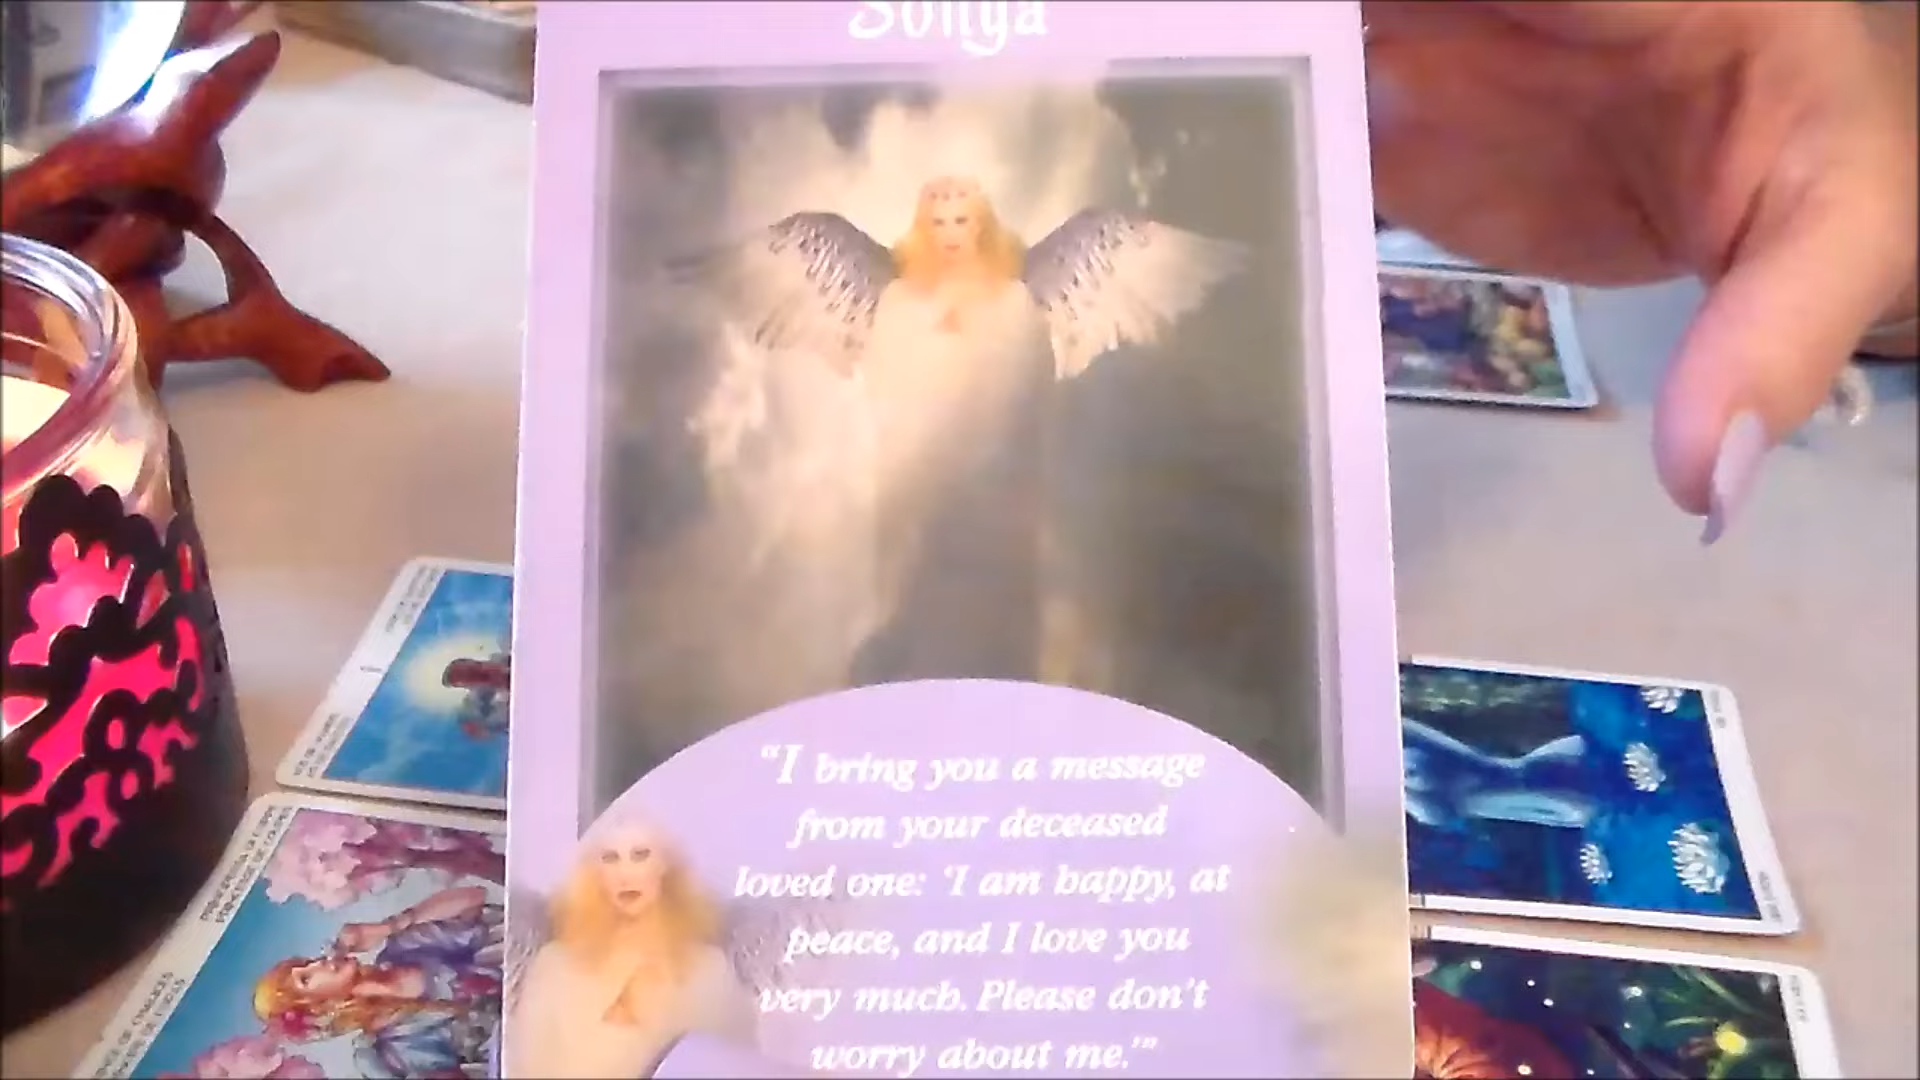 Sonya
"I bring you a message
from your deceased
loved one: 'I am happy, at
peace, and I love you
very much. Please don't
worry about me.'"